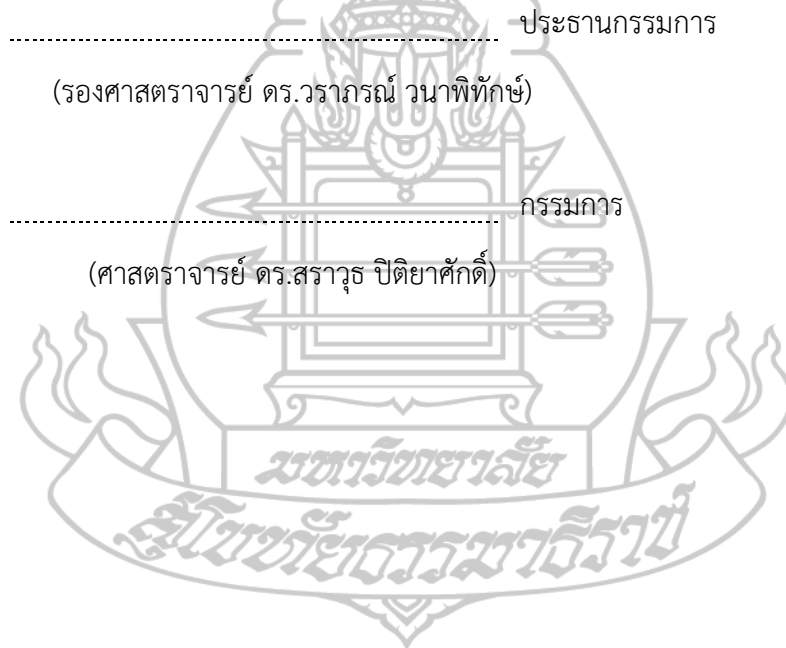 ประธานกรรมการ
(รองศาสตราจารย์ ดร.วราภรณ์ วนาพิทักษ์)
กรรมการ
(ศาสตราจารย์ ดร.สราวุธ ปิติยาศักดิ์)
มหาวิทยาลัย
สุโขทัยธรรมาธิราช